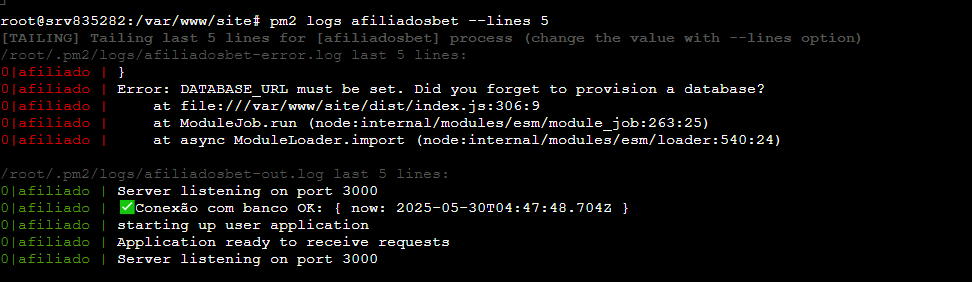 root@srv835282:/var/www/site# pm2 logs afiliadosbet --lines 5
[TAILING] Tailing last 5 lines for [afiliadosbet] process (change the value with --lines option)
/root/.pm2/logs/afiliadosbet-error.log last 5 lines:
0|afiliado | }
0|afiliado | Error: DATABASE_URL must be set. Did you forget to provision a database?
0|afiliado |     at file:///var/www/site/dist/index.js:306:9
0|afiliado |     at ModuleJob.run (node:internal/modules/esm/module_job:263:25)
0|afiliado |     at async ModuleLoader.import (node:internal/modules/esm/loader:540:24)
/root/.pm2/logs/afiliadosbet-out.log last 5 lines:
0|afiliado | Server listening on port 3000
0|afiliado | ✅Conexão com banco OK: { now: 2025-05-30T04:47:48.704Z }
0|afiliado | starting up user application
0|afiliado | Application ready to receive requests
0|afiliado | Server listening on port 3000